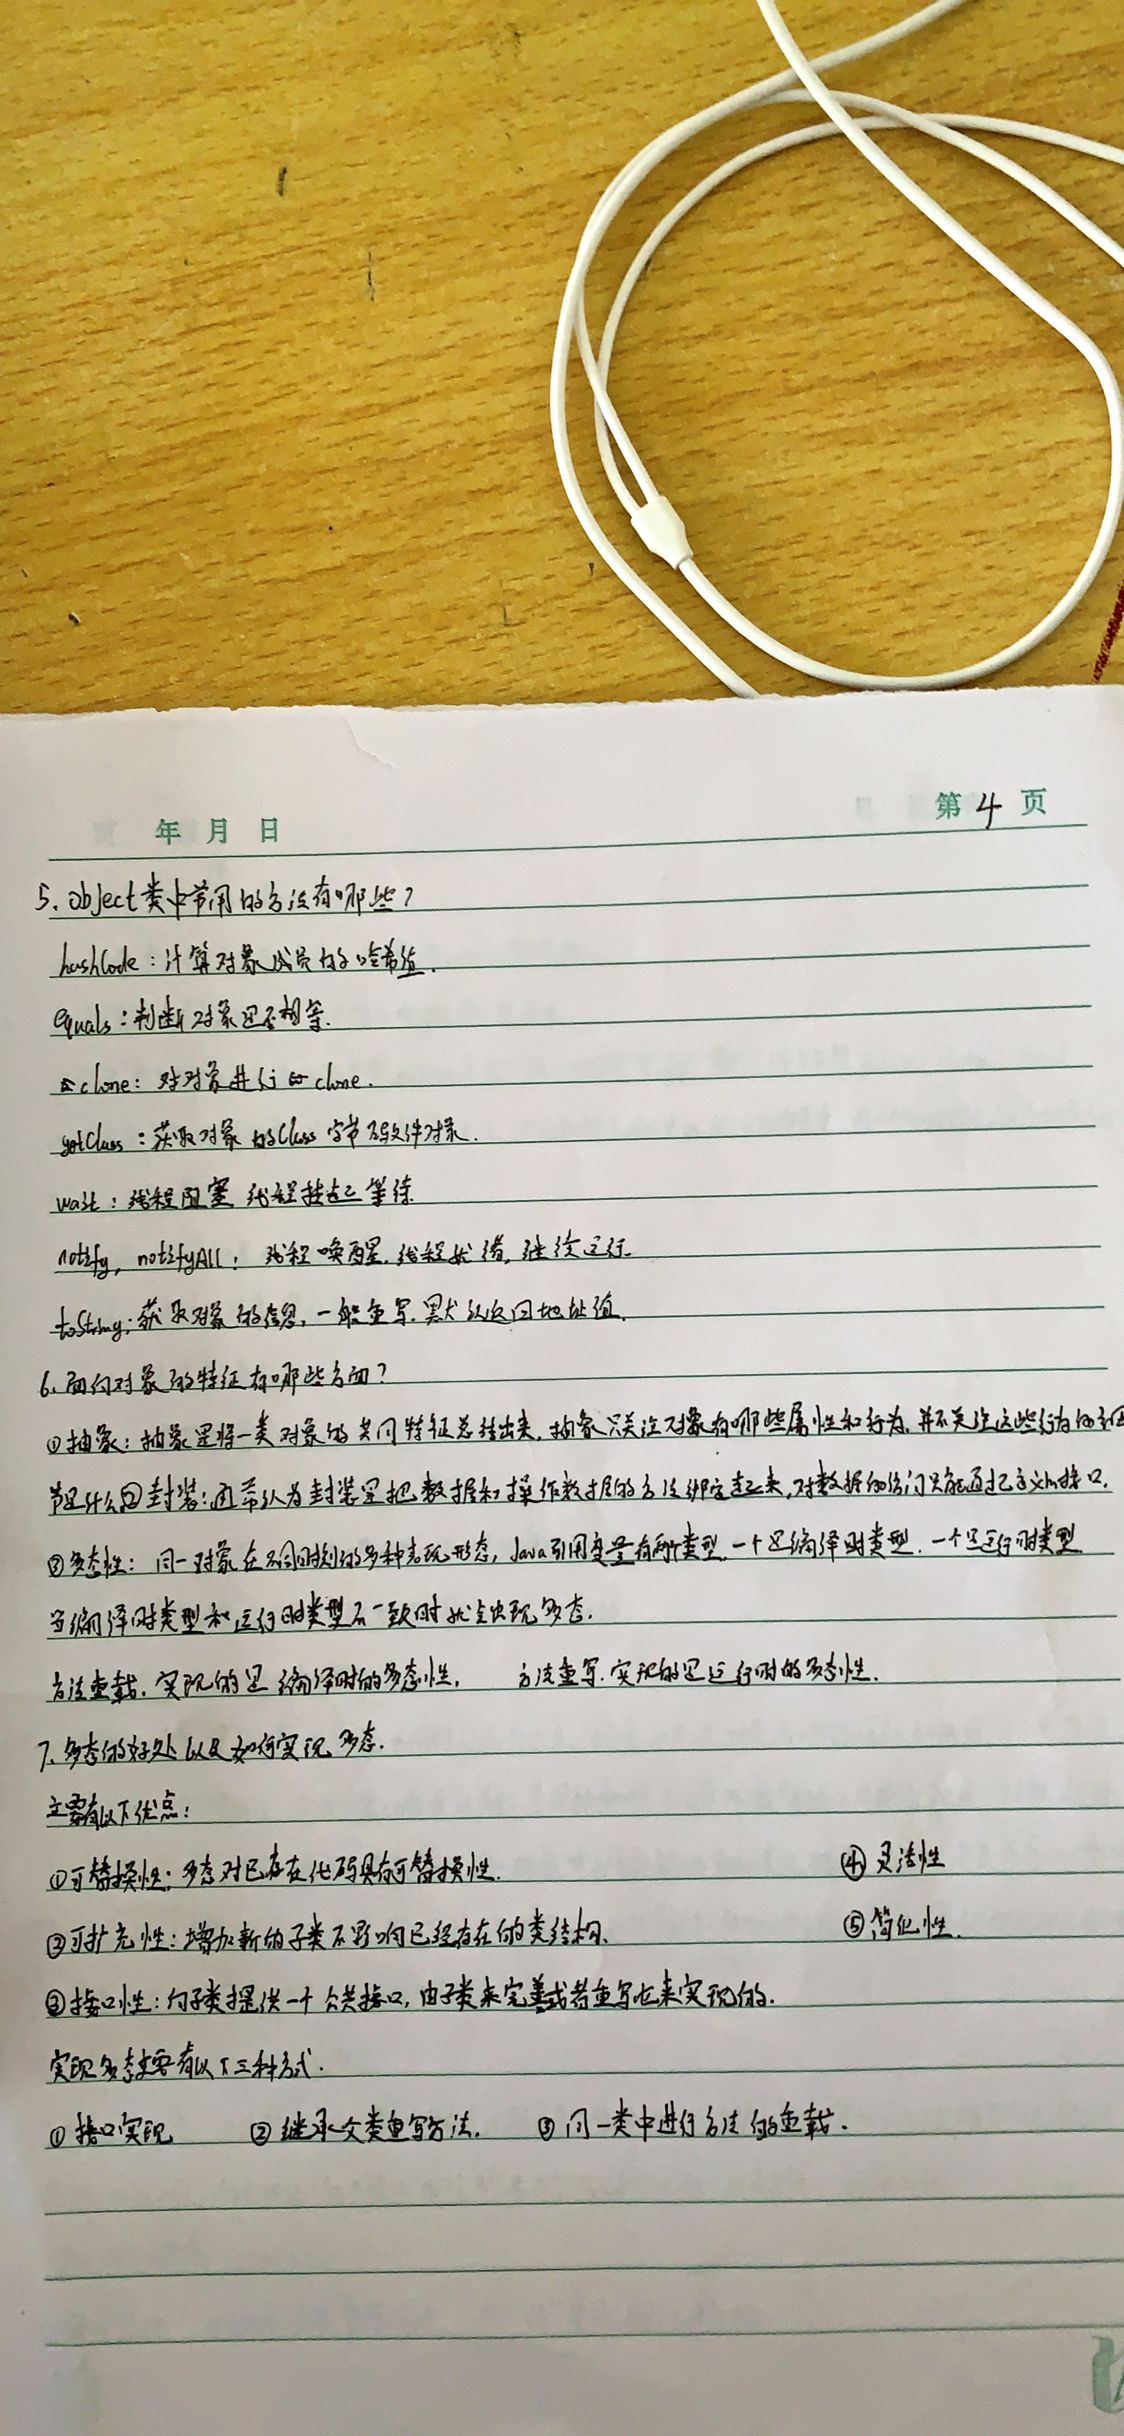 年 月 日
第 4 页
5. object类中常用的方法有哪些?
hashCode:计算对象成员的哈希值.
equals:判断对象是否相等.
clone: 对对象进行 clone.
getClass:获取对象的Class 字节码文件对象.
wait:线程阻塞,线程挂起等待
notify, notifyAll: 线程唤醒.线程就绪,继续运行.
toString:获取对象的信息,一般重写.默认返回地址值.
6.面向对象的特征有哪些方面?
①抽象:抽象是将一类对象的共同特征总结出来.抽象只关注对象有哪些属性和行为,并不关注这些行为的细
节是什么②封装:通常认为封装是把数据和操作数据的方法绑定起来,对数据的访问只能通过已定义的接口.
③多态性: 同一对象在不同时刻的多种表现形态, Java引用变量有两个类型.一个是编译时类型.一个是运行时类型
当编译时类型和运行时类型不一致时就会出现多态.
方法重载.实现的是编译时的多态性, 方法重写.实现的是运行时的多态性.
7.多态的好处以及如何实现多态.
主要有以下优点:
①可替换性:多态对已存在代码具有可替换性. ④灵活性
②可扩充性:增加新的子类不影响已经存在的类结构. ⑤简化性.
③接口性:向子类提供一个公共接口,由子类来完善或者重写它来实现的.
实现多态主要有以下三种方式.
①接口实现 ②继承父类重写方法. ③同一类中进行方法的重载.